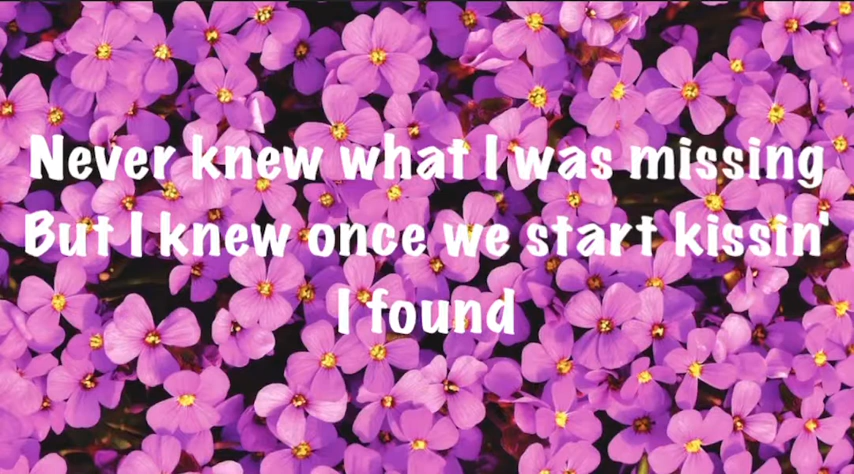 Never knew what I was missing
But I knew once we start kissin'
I found